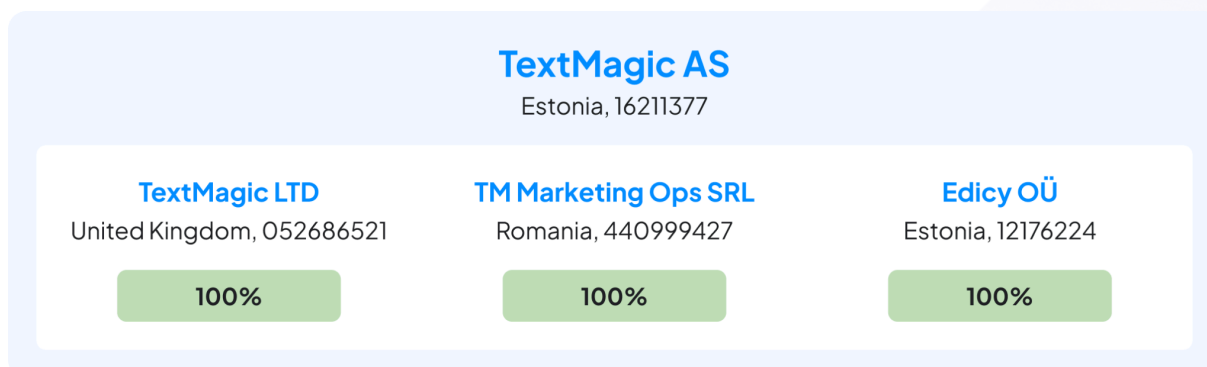 TextMagic AS
Estonia, 16211377
TextMagic LTD
United Kingdom, 052686521
100%
TM Marketing Ops SRL
Romania, 440999427
100%
Edicy OÜ
Estonia, 12176224
100%